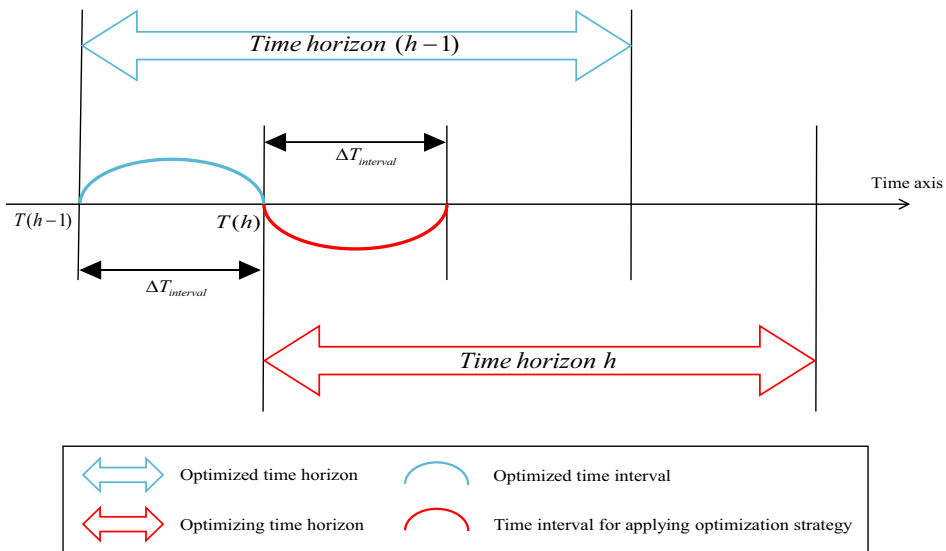 Time horizon (h−1)
ΔT_interval
Time axis
T(h−1)
T(h)
ΔT_interval
Time horizon h
Optimized time horizon
Optimized time interval
Optimizing time horizon
Time interval for applying optimization strategy